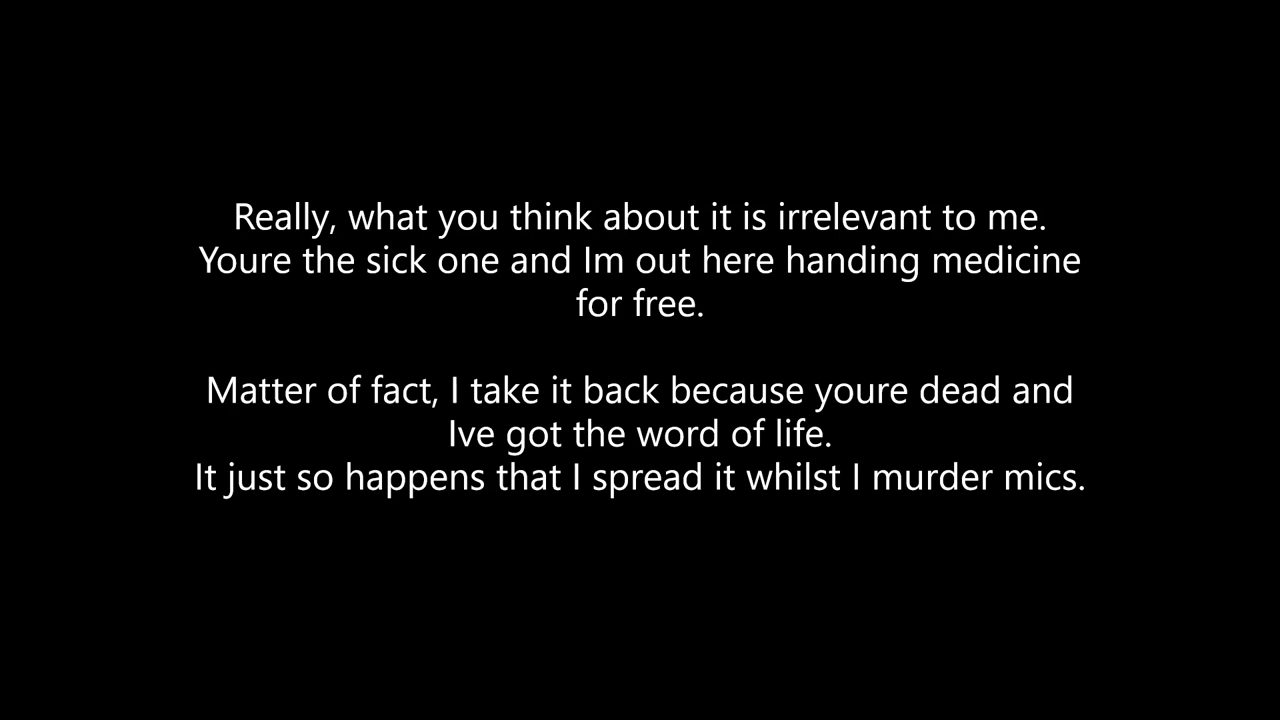 Really, what you think about it is irrelevant to me.
Youre the sick one and Im out here handing medicine
for free.
Matter of fact, I take it back because youre dead and
Ive got the word of life.
It just so happens that I spread it whilst I murder mics.